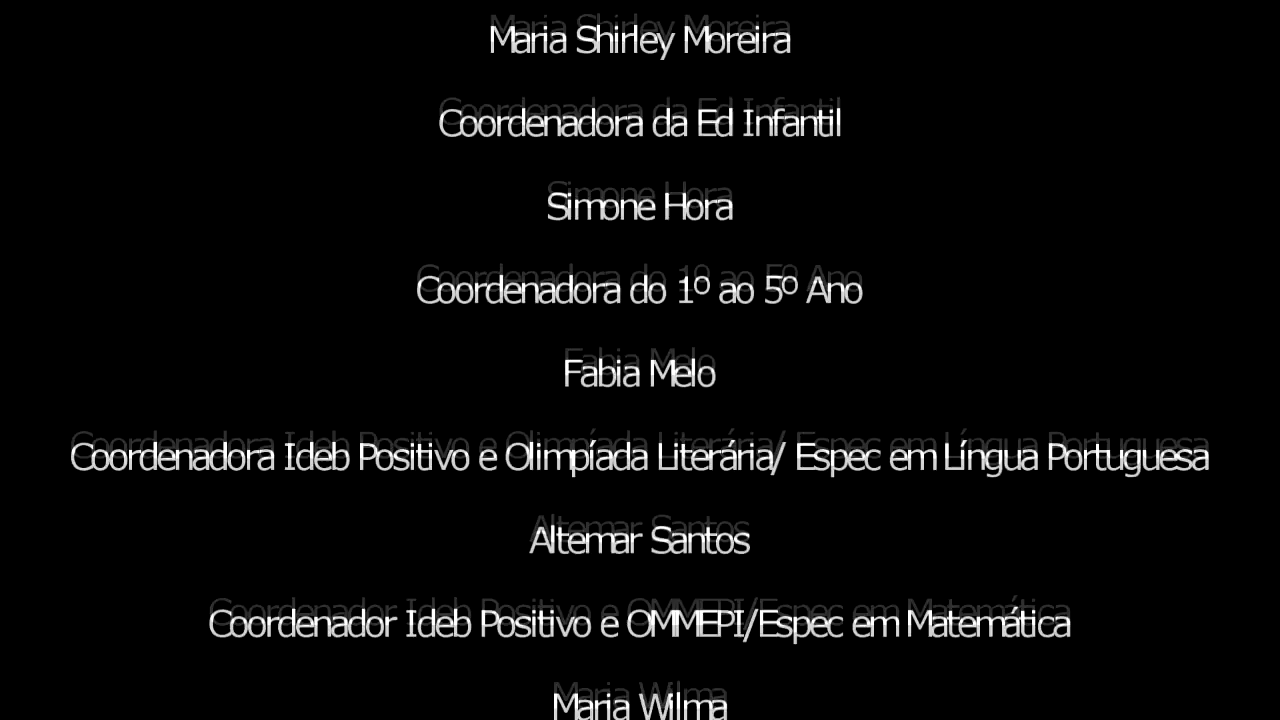 Maria Shirley Moreira
Coordenadora da Ed Infantil
Simone Hora
Coordenadora do 1º ao 5º Ano
Fabia Melo
Coordenadora Ideb Positivo e Olimpíada Literária/ Espec em Língua Portuguesa
Altemar Santos
Coordenador Ideb Positivo e OMMEPI/Espec em Matemática
Maria Wilma